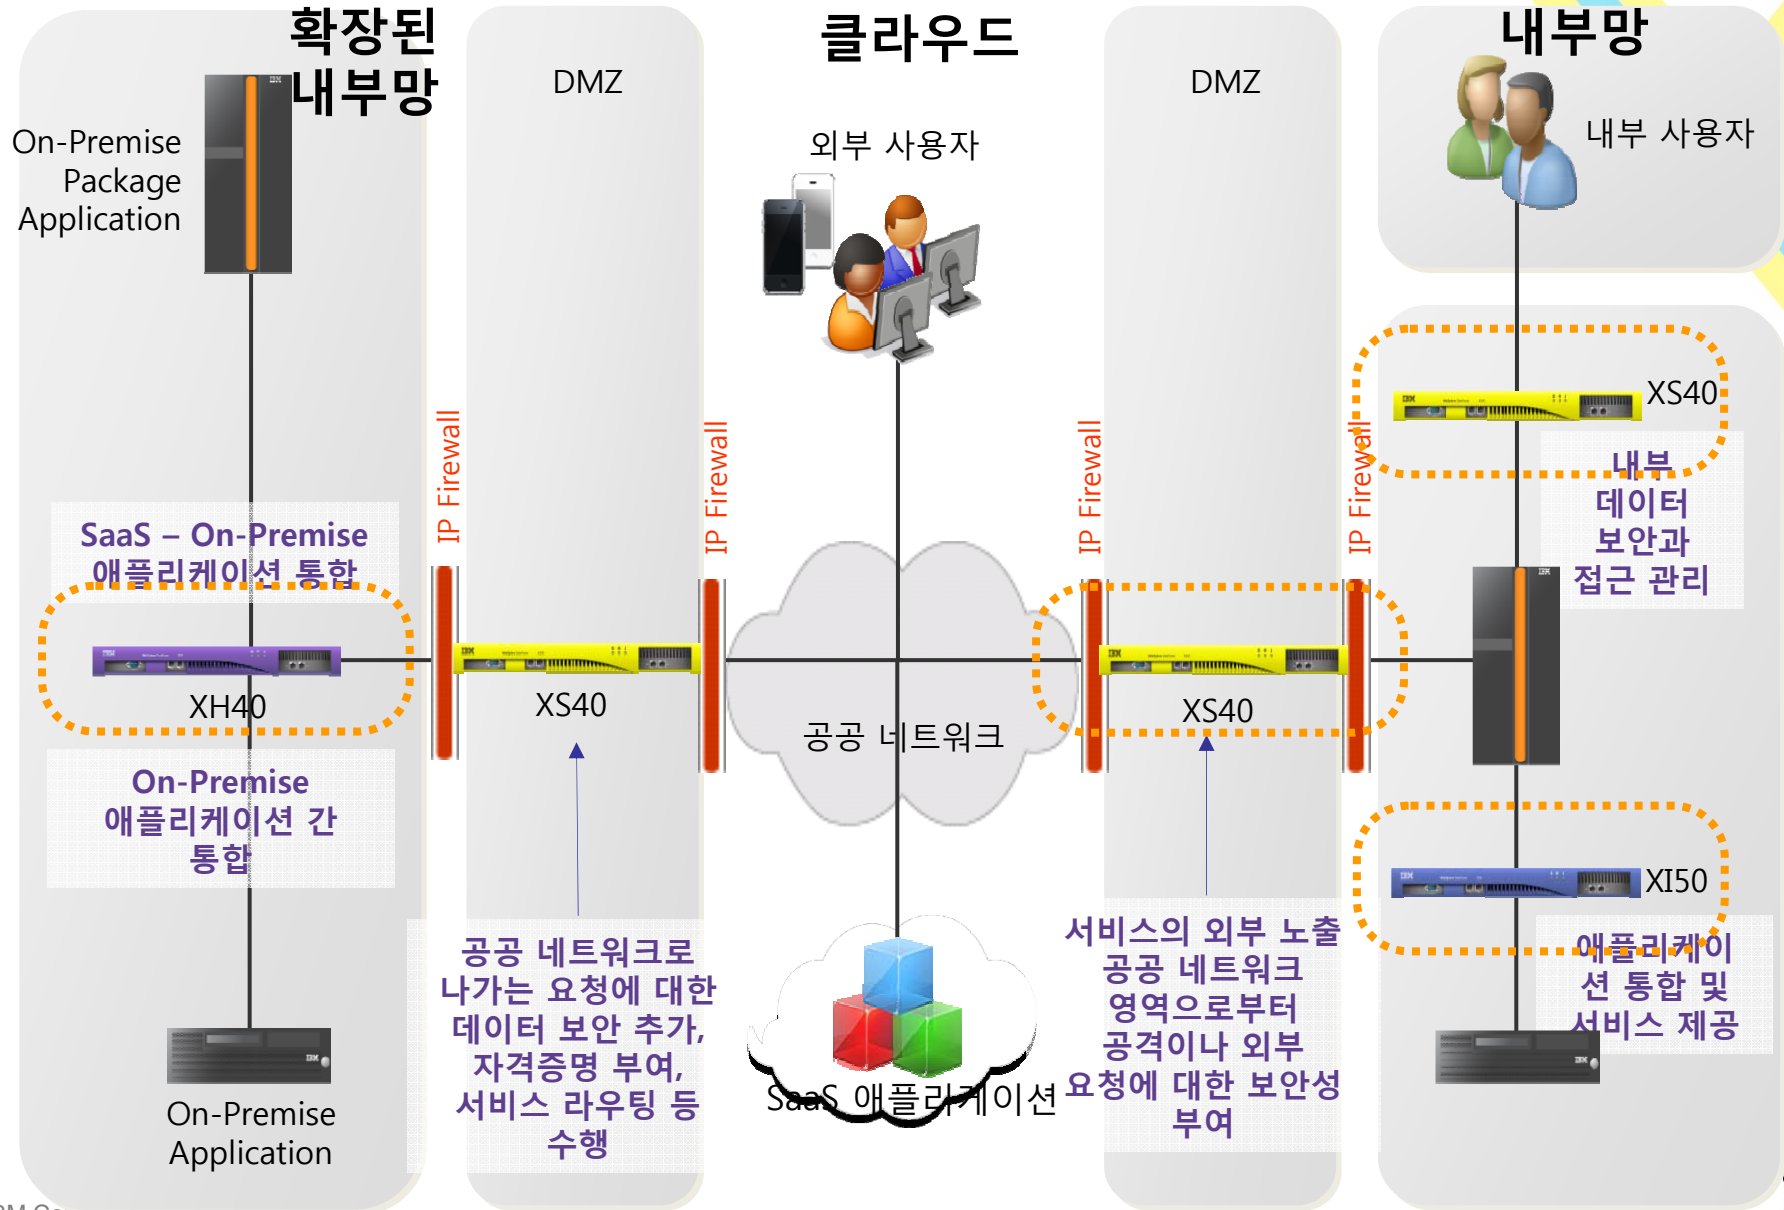 확장된
내부망
클라우드
내부망
DMZ
DMZ
On-Premise
Package
Application
외부 사용자
내부 사용자
IP Firewall
IP Firewall
IP Firewall
IP Firewall
XS40
내부
데이터
보안과
접근 관리
SaaS – On-Premise
애플리케이션 통합
XH40
XS40
XS40
공공 네트워크
On-Premise
애플리케이션 간
통합
XI50
애플리케이
션 통합 및
서비스 제공
공공 네트워크로
나가는 요청에 대한
데이터 보안 추가,
자격증명 부여,
서비스 라우팅 등
수행
서비스의 외부 노출
공공 네트워크
영역으로부터
공격이나 외부
요청에 대한 보안성
부여
SaaS 애플리케이션
On-Premise
Application
IBM
IBM
IBM
IBM
IBM
IBM
IBM
IBM
IBM